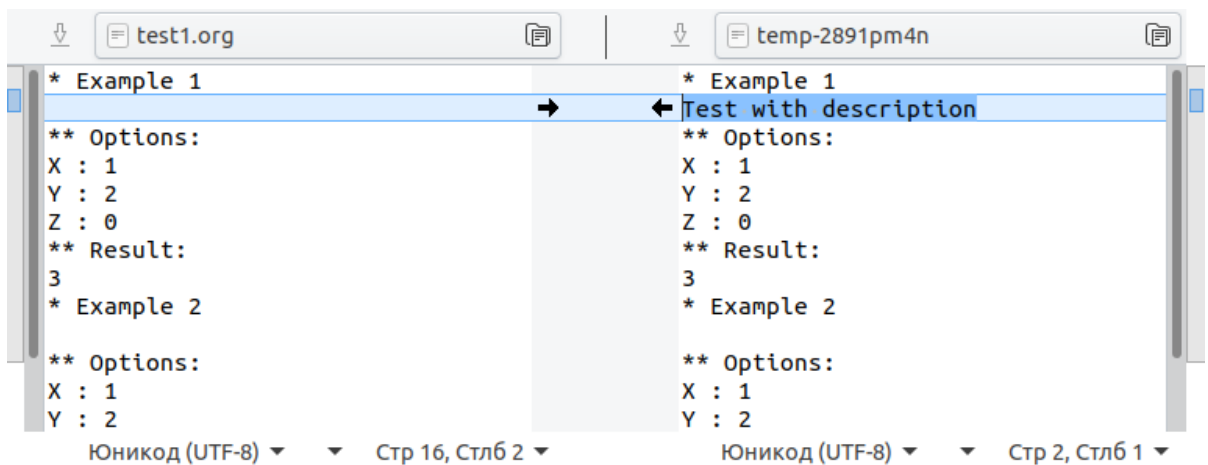 test1.org
* Example 1
** Options:
X : 1
Y : 2
Z : 0
** Result:
3
* Example 2
** Options:
X : 1
Y : 2
Юникод (UTF-8)
Стр 16, Стлб 2
temp-2891pm4n
* Example 1
Test with description
** Options:
X : 1
Y : 2
Z : 0
** Result:
3
* Example 2
** Options:
X : 1
Y : 2
Юникод (UTF-8)
Стр 2, Стлб 1